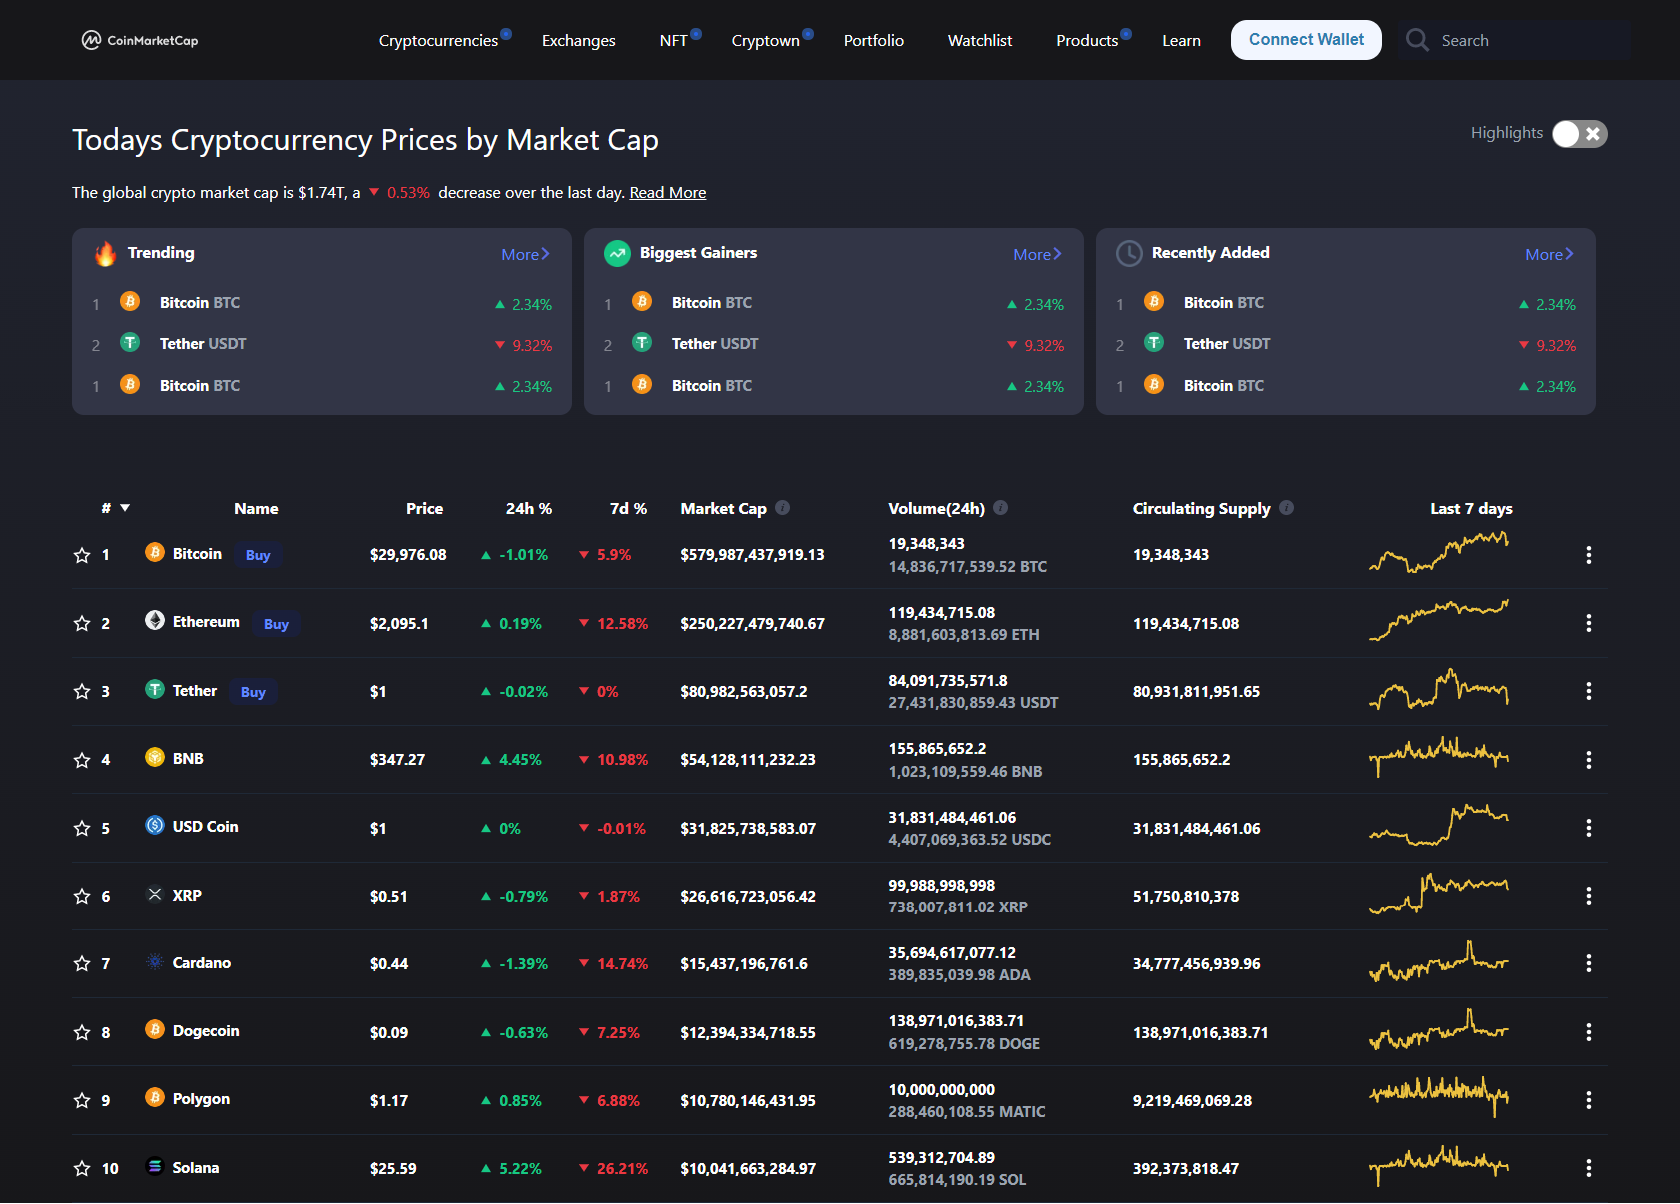 CoinMarketCap Cryptocurrencies Exchanges NFT Cryptown Portfolio Watchlist Products Learn Connect Wallet Search
Todays Cryptocurrency Prices by Market Cap Highlights
The global crypto market cap is $1.74T, a 0.53% decrease over the last day. Read More
Trending More
1 Bitcoin BTC 2.34%
2 Tether USDT 9.32%
1 Bitcoin BTC 2.34%
Biggest Gainers More
1 Bitcoin BTC 2.34%
2 Tether USDT 9.32%
1 Bitcoin BTC 2.34%
Recently Added More
1 Bitcoin BTC 2.34%
2 Tether USDT 9.32%
1 Bitcoin BTC 2.34%
# Name Price 24h % 7d % Market Cap Volume(24h) Circulating Supply Last 7 days
1 Bitcoin Buy $29,976.08 -1.01% 5.9% $579,987,437,919.13 19,348,343 19,348,343
14,836,717,539.52 BTC
2 Ethereum Buy $2,095.1 0.19% 12.58% $250,227,479,740.67 119,434,715.08 119,434,715.08
8,881,603,813.69 ETH
3 Tether Buy $1 -0.02% 0% $80,982,563,057.2 84,091,735,571.8 80,931,811,951.65
27,431,830,859.43 USDT
4 BNB $347.27 4.45% 10.98% $54,128,111,232.23 155,865,652.2 155,865,652.2
1,023,109,559.46 BNB
5 USD Coin $1 0% -0.01% $31,825,738,583.07 31,831,484,461.06 31,831,484,461.06
4,407,069,363.52 USDC
6 XRP $0.51 -0.79% 1.87% $26,616,723,056.42 99,988,998,998 51,750,810,378
738,007,811.02 XRP
7 Cardano $0.44 -1.39% 14.74% $15,437,196,761.6 35,694,617,077.12 34,777,456,939.96
389,835,039.98 ADA
8 Dogecoin $0.09 -0.63% 7.25% $12,394,334,718.55 138,971,016,383.71 138,971,016,383.71
619,278,755.78 DOGE
9 Polygon $1.17 0.85% 6.88% $10,780,146,431.95 10,000,000,000 9,219,469,069.28
288,460,108.55 MATIC
10 Solana $25.59 5.22% 26.21% $10,041,663,284.97 539,312,704.89 392,373,818.47
665,814,190.19 SOL